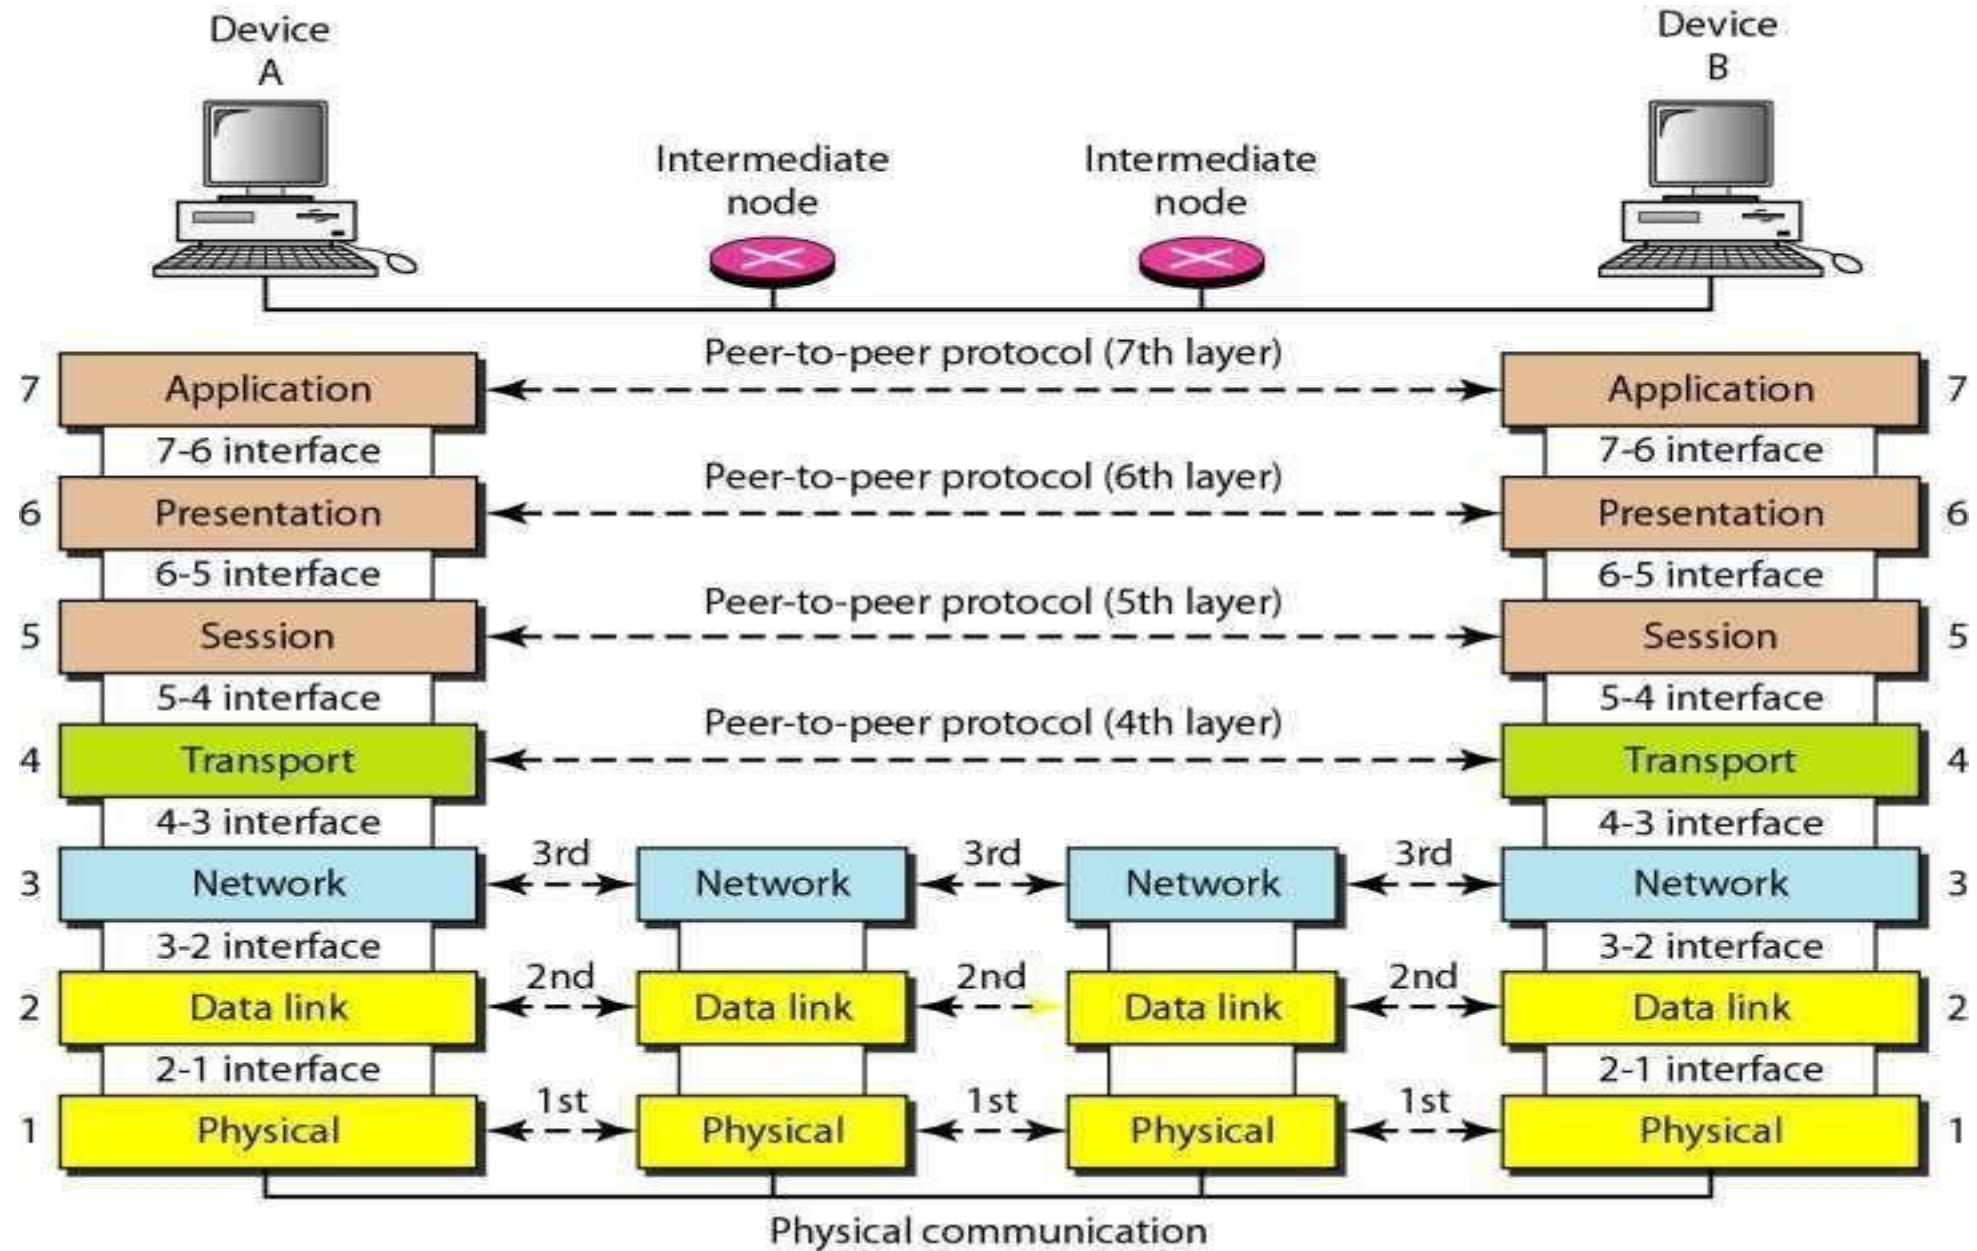 Device
A
Device
B
Intermediate
node
Intermediate
node
Peer-to-peer protocol (7th layer)
7 Application Application 7
7-6 interface 7-6 interface
Peer-to-peer protocol (6th layer)
6 Presentation Presentation 6
6-5 interface 6-5 interface
Peer-to-peer protocol (5th layer)
5 Session Session 5
5-4 interface 5-4 interface
Peer-to-peer protocol (4th layer)
4 Transport Transport 4
4-3 interface 4-3 interface
3rd 3rd 3rd
3 Network Network Network Network 3
3-2 interface 3-2 interface
2nd 2nd 2nd
2 Data link Data link Data link Data link 2
2-1 interface 2-1 interface
1st 1st 1st
1 Physical Physical Physical Physical 1
Physical communication